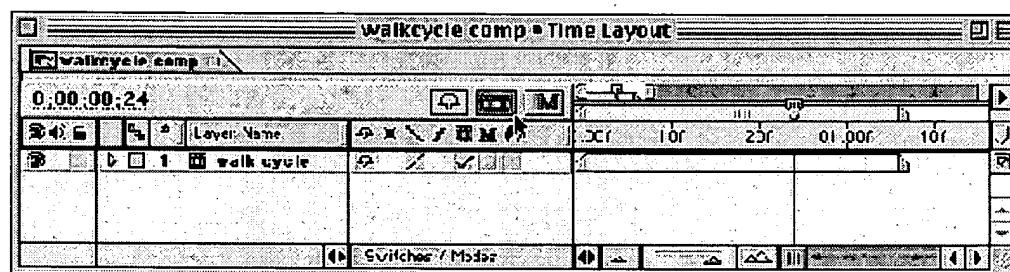 walkcycle comp • Time Layout
walkcycle comp
0:00:00:24 M
# Layer Name
:00f 10f 20f 01:00f 10f
1 walk cycle
Switches / Modes